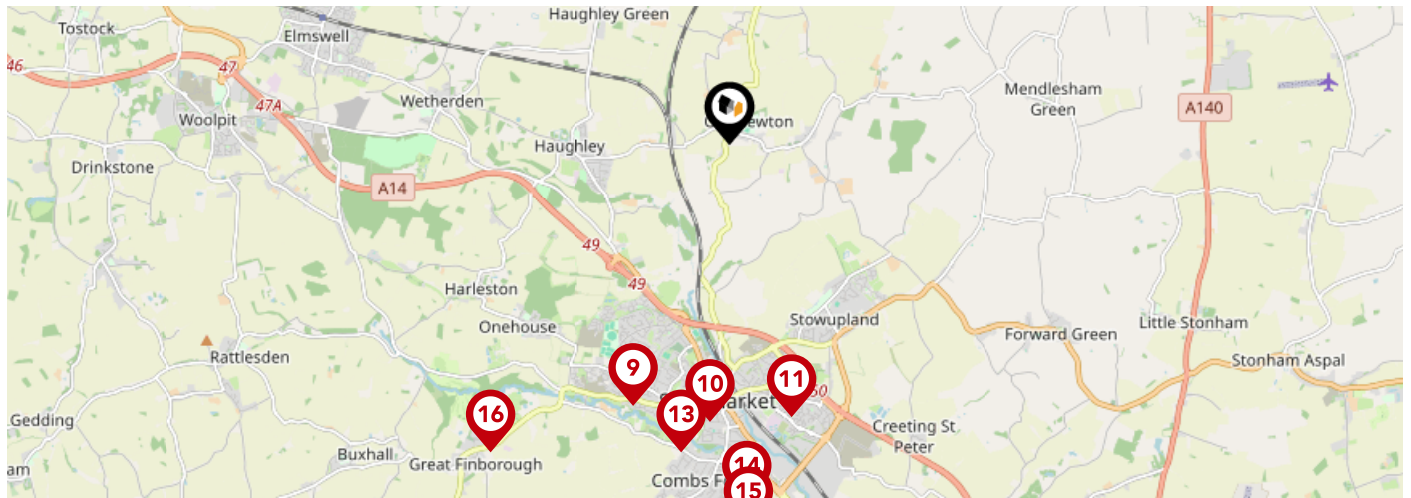 Haughley Green
Tostock
Elmswell
46
47
47A
Wetherden
Woolpit
Mendlesham
Green
A140
Haughley
Drinkstone
A14
49
49
Harleston
Onehouse
Stowupland
Little Stonham
Forward Green
Rattlesden
Stonham Aspal
9
10
11
50
13
16
Gedding
Creeting St
Peter
Buxhall
Great Finborough
Combs
14
15